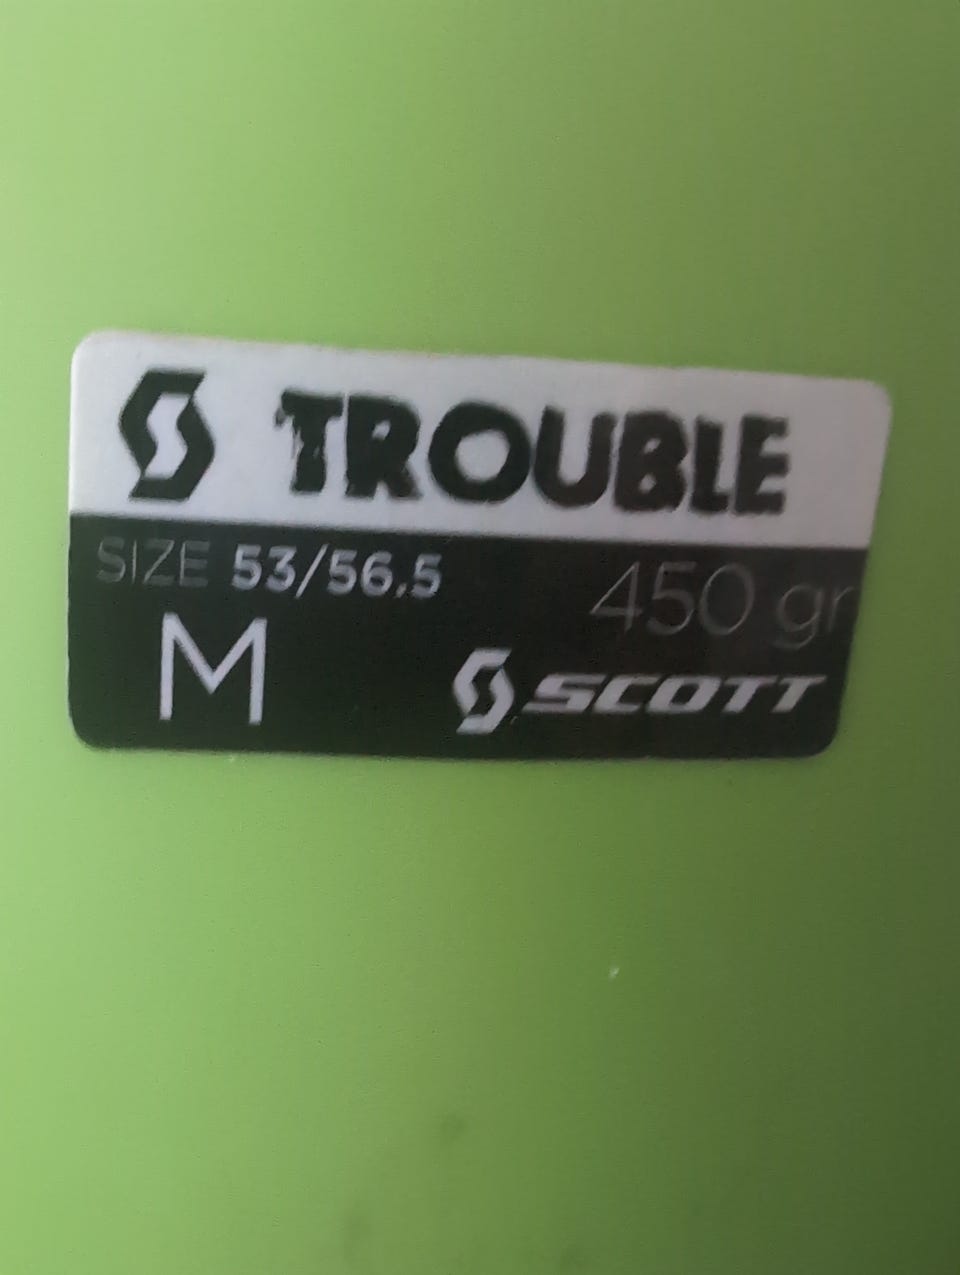 TROUBLE
SIZE 53/56.5
450 gr
M
SCOTT